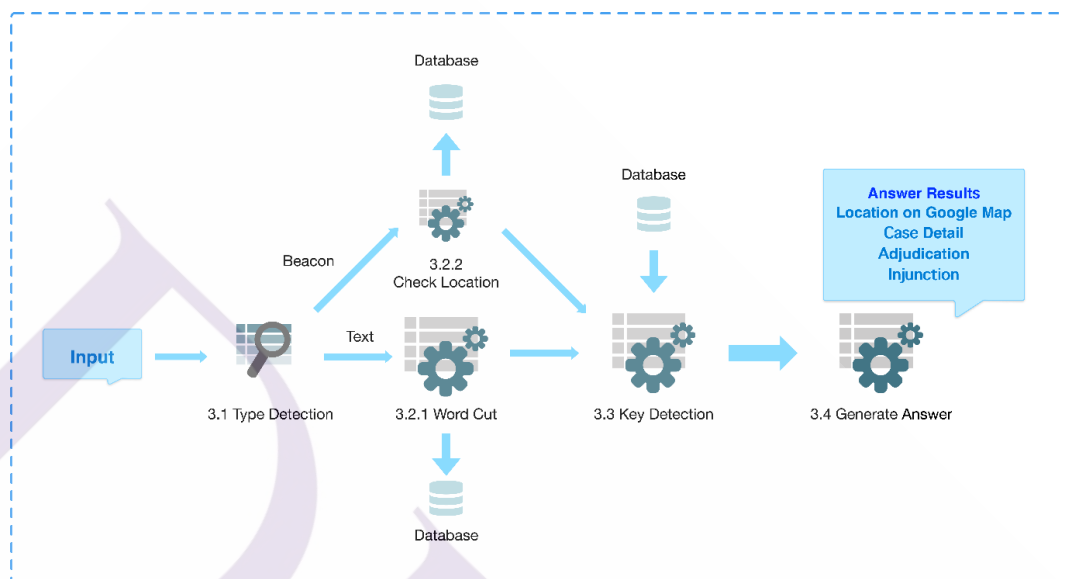 Database
Database
Answer Results
Location on Google Map
Case Detail
Adjudication
Injunction
Beacon
3.2.2
Check Location
Input
Text
3.1 Type Detection
3.2.1 Word Cut
3.3 Key Detection
3.4 Generate Answer
Database